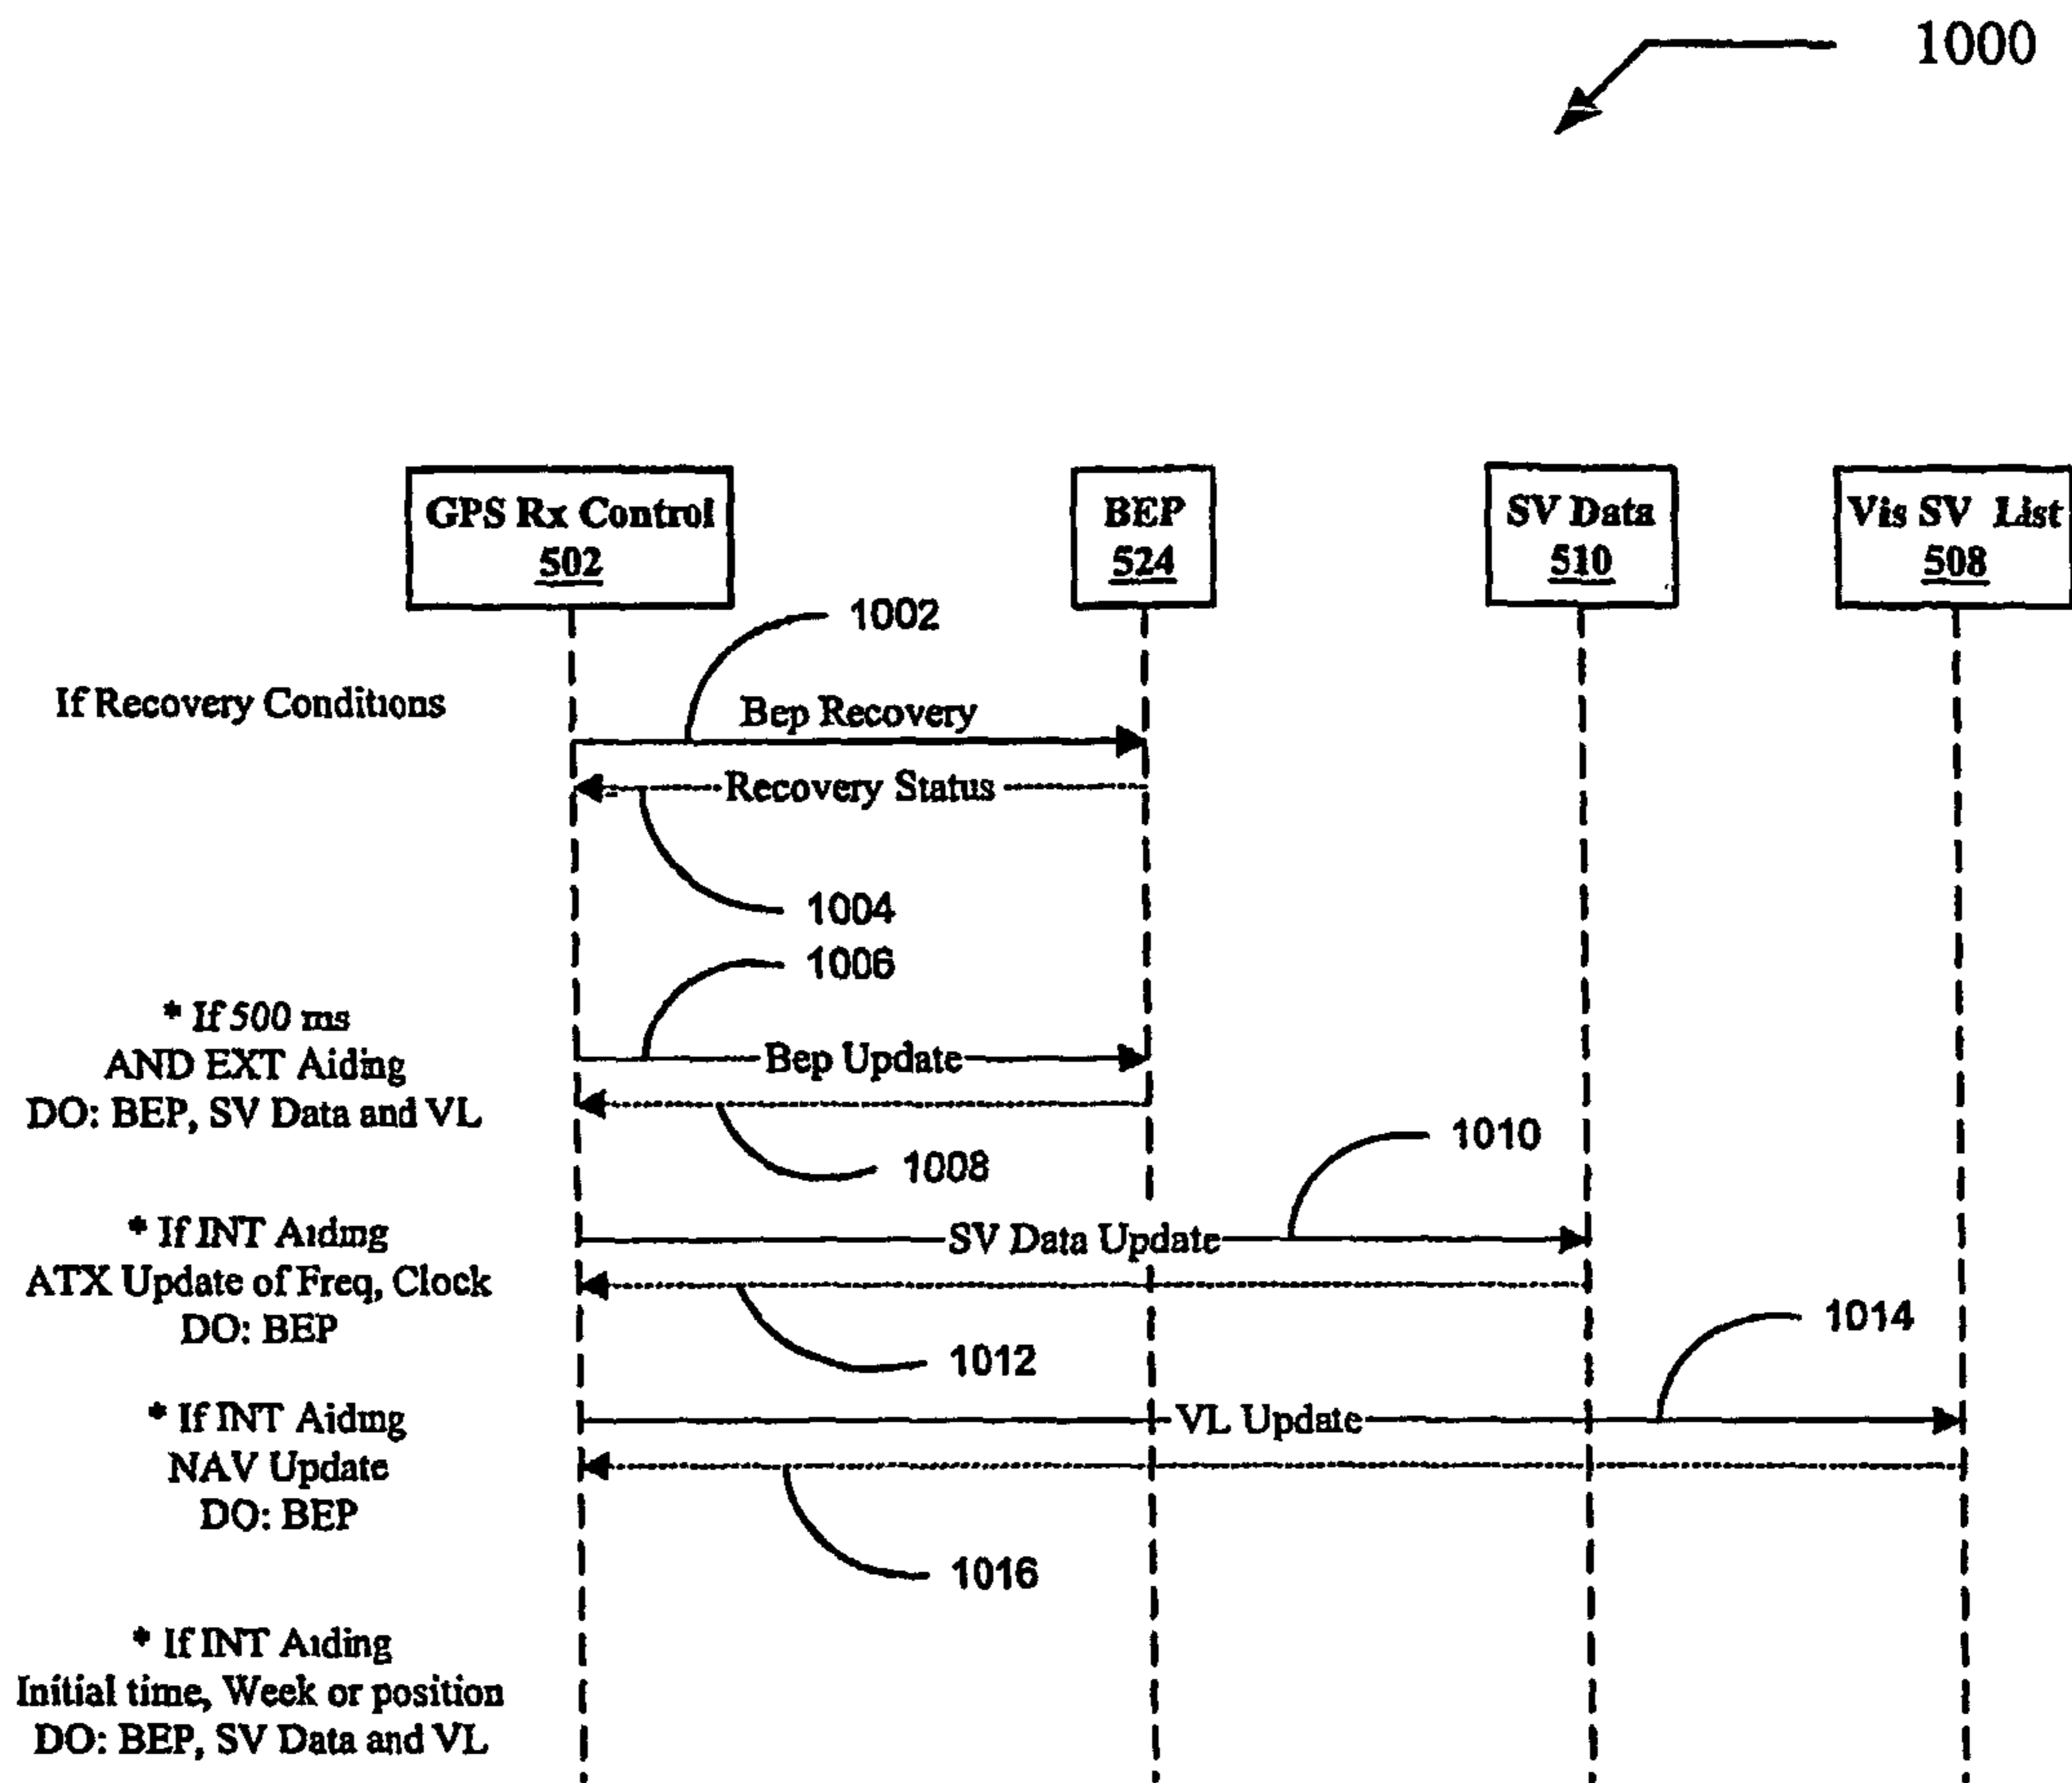 1000
GPS Rx Control
502
BEP
524
SV Data
510
Vis SV List
508
1002
If Recovery Conditions
Bep Recovery
Recovery Status
1004
1006
* If 500 ms
AND EXT Aiding
DO: BEP, SV Data and VL
Bep Update
1008
1010
* If INT Aiding
ATX Update of Freq, Clock
DO: BEP
SV Data Update
1012
1014
* If INT Aiding
NAV Update
DO: BEP
VL Update
1016
* If INT Aiding
Initial time, Week or position
DO: BEP, SV Data and VL